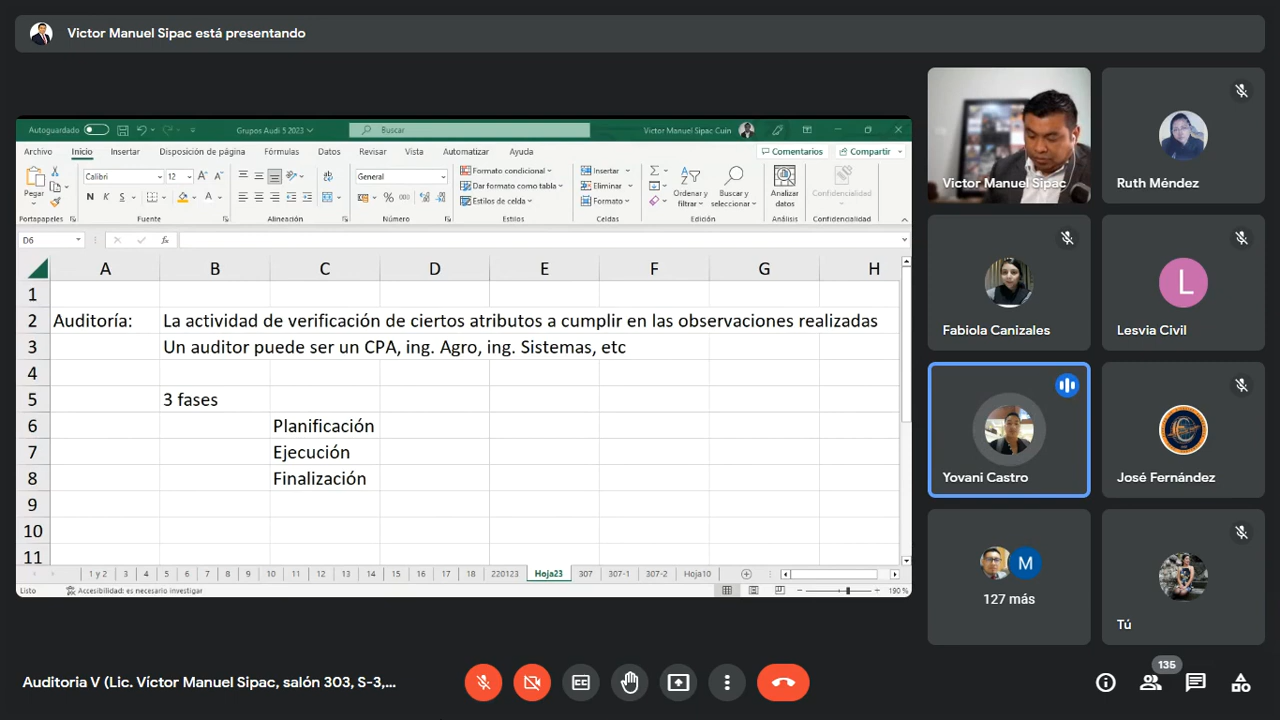 Victor Manuel Sipac está presentando
Autoguardado
Grupos Audi 5 2023
Buscar
Victor Manuel Sipac Cuin
Archivo Inicio Insertar Disposición de página Fórmulas Datos Revisar Vista Automatizar Ayuda
Comentarios Compartir
Pegar
Portapapeles
Calibri 12
N K S
Fuente
Alineación
General
Número
Formato condicional
Dar formato como tabla
Estilos de celda
Estilos
Insertar
Eliminar
Formato
Celdas
Ordenar y filtrar
Buscar y seleccionar
Edición
Analizar datos
Análisis
Confidencialidad
Confidencialidad
D6 fx
A B C D E F G H
1
2 Auditoría: La actividad de verificación de ciertos atributos a cumplir en las observaciones realizadas
3 Un auditor puede ser un CPA, ing. Agro, ing. Sistemas, etc
4
5 3 fases
6 Planificación
7 Ejecución
8 Finalización
9
10
11
1 y 2 3 4 5 6 7 8 9 10 11 12 13 14 15 16 17 18 220123 Hoja23 307 307-1 307-2 Hoja10
Listo Accesibilidad: es necesario investigar 190 %
Victor Manuel Sipac
Ruth Méndez
Fabiola Canizales
L
Lesvia Civil
Yovani Castro
José Fernández
M
127 más
Tú
Auditoria V (Lic. Víctor Manuel Sipac, salón 303, S-3,...
135